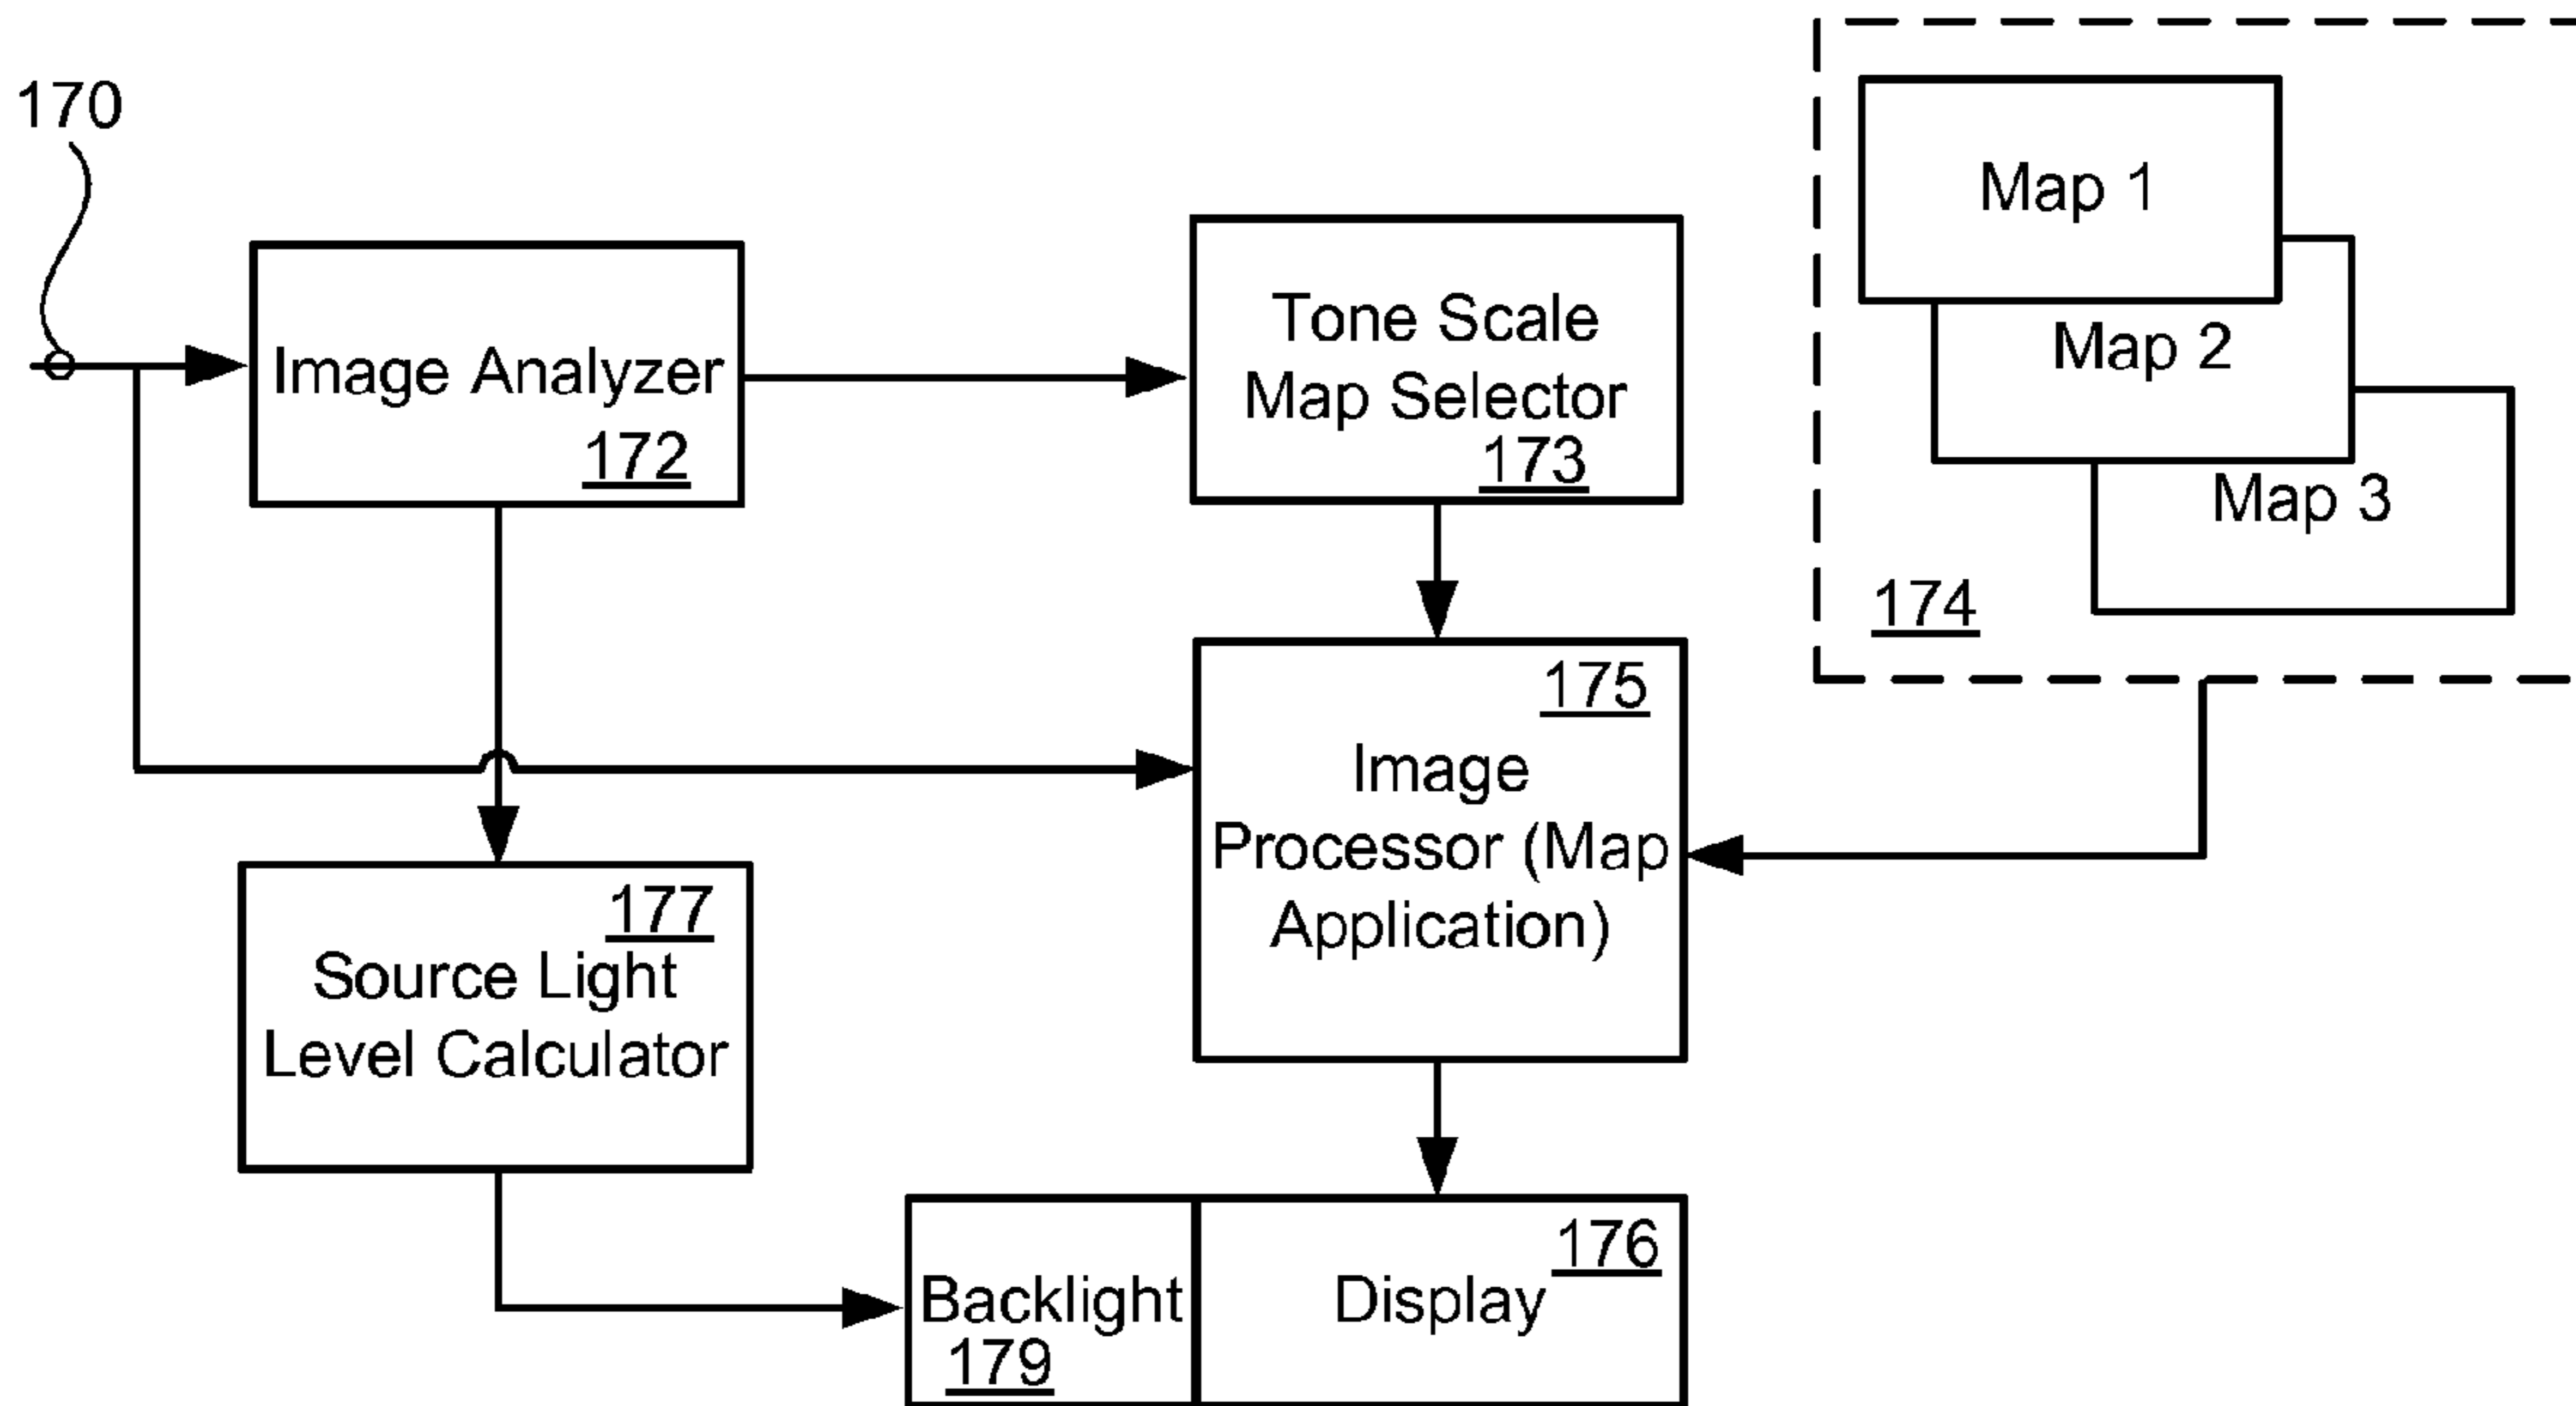 170
Image Analyzer
172
Tone Scale
Map Selector
173
Map 1
Map 2
Map 3
174
175
Image
Processor (Map
Application)
177
Source Light
Level Calculator
Backlight
179
176
Display